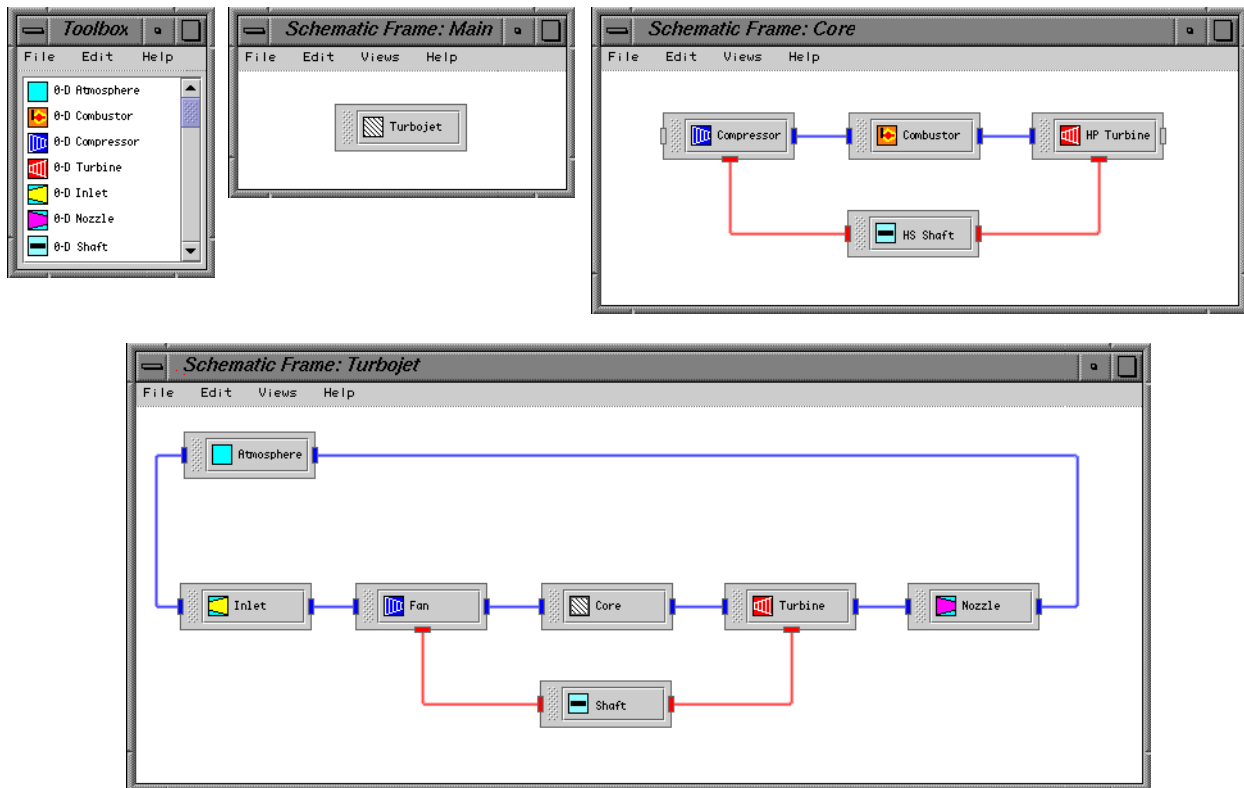 Toolbox
File Edit Help
0-D Atmosphere
0-D Combustor
0-D Compressor
0-D Turbine
0-D Inlet
0-D Nozzle
0-D Shaft
Schematic Frame: Main
File Edit Views Help
Turbojet
Schematic Frame: Core
File Edit Views Help
Compressor Combustor HP Turbine
HS Shaft
Schematic Frame: Turbojet
File Edit Views Help
Atmosphere
Inlet Fan Core Turbine Nozzle
Shaft